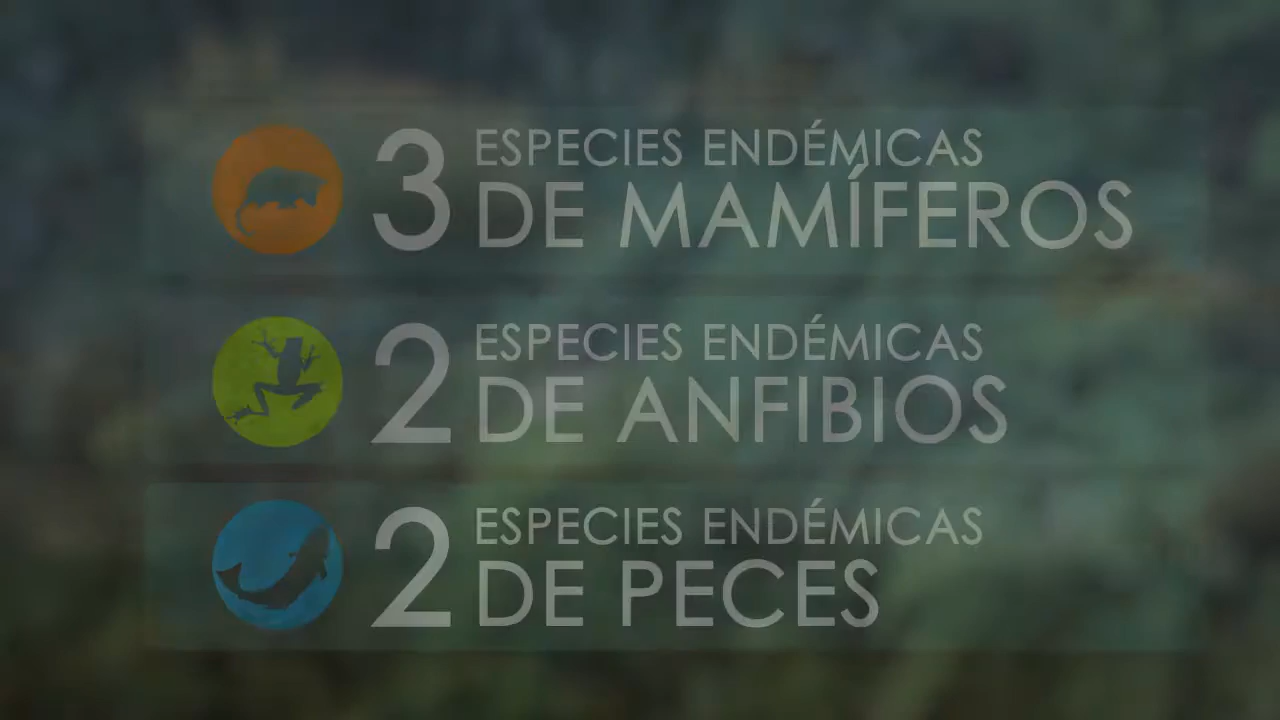 3 ESPECIES ENDÉMICAS
DE MAMÍFEROS
2 ESPECIES ENDÉMICAS
DE ANFIBIOS
2 ESPECIES ENDÉMICAS
DE PECES